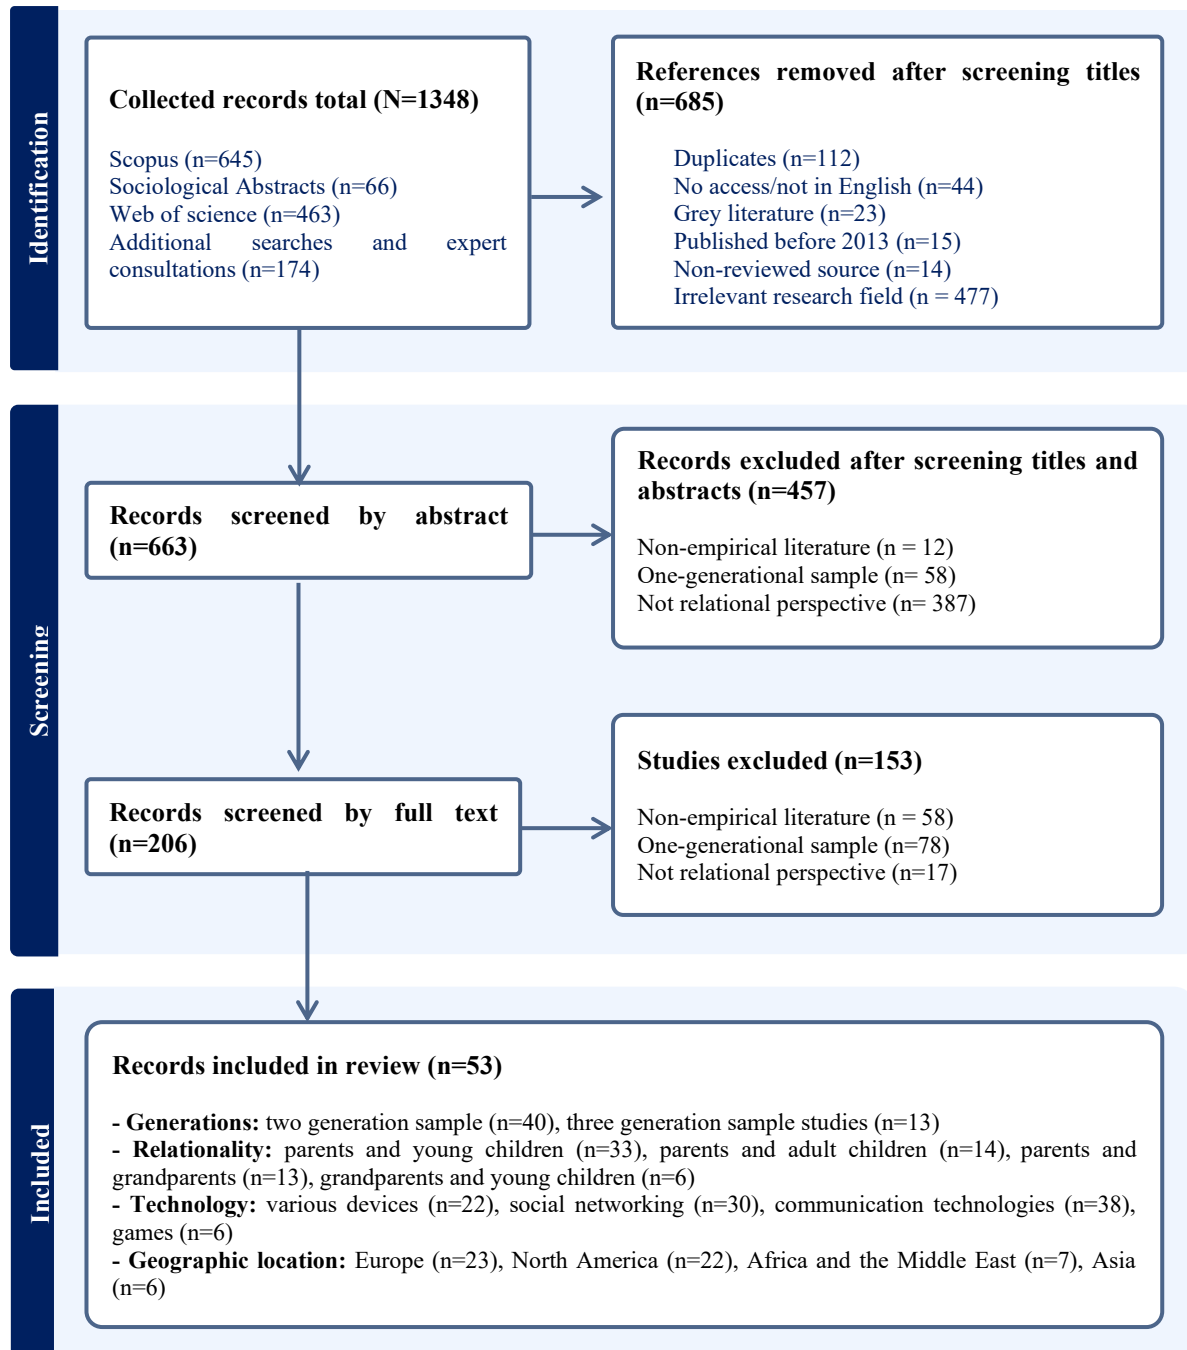 Identification
Collected records total (N=1348)
Scopus (n=645)
Sociological Abstracts (n=66)
Web of science (n=463)
Additional searches and expert
consultations (n=174)
References removed after screening titles
(n=685)
Duplicates (n=112)
No access/not in English (n=44)
Grey literature (n=23)
Published before 2013 (n=15)
Non-reviewed source (n=14)
Irrelevant research field (n = 477)
Screening
Records screened by abstract
(n=663)
Records excluded after screening titles and
abstracts (n=457)
Non-empirical literature (n = 12)
One-generational sample (n= 58)
Not relational perspective (n= 387)
Records screened by full text
(n=206)
Studies excluded (n=153)
Non-empirical literature (n = 58)
One-generational sample (n=78)
Not relational perspective (n=17)
Included
Records included in review (n=53)
- Generations: two generation sample (n=40), three generation sample studies (n=13)
- Relationality: parents and young children (n=33), parents and adult children (n=14), parents and
grandparents (n=13), grandparents and young children (n=6)
- Technology: various devices (n=22), social networking (n=30), communication technologies (n=38),
games (n=6)
- Geographic location: Europe (n=23), North America (n=22), Africa and the Middle East (n=7), Asia
(n=6)